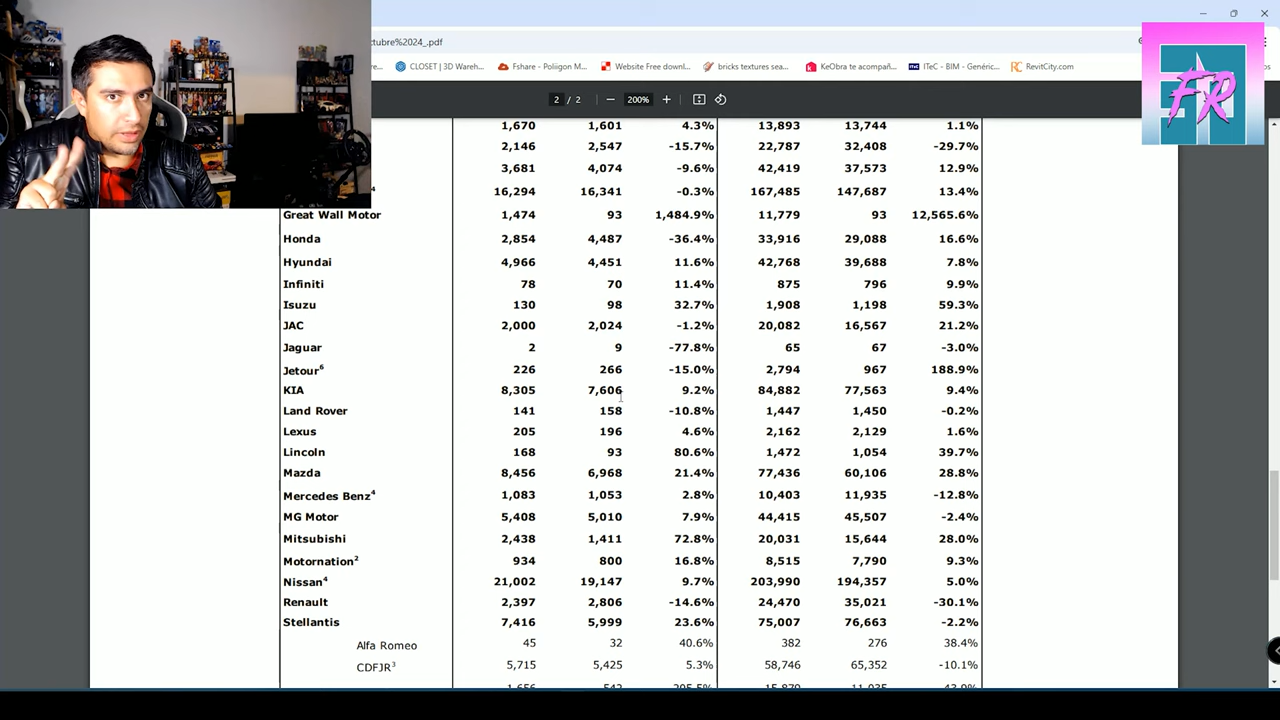 ctubre%2024_.pdf
re...
CLOSET | 3D Wareh...
Fshare - Poliigon M...
Website Free downl...
bricks textures sea...
KeObra te acompañ...
ITeC - BIM - Genéric...
RevitCity.com
FR
2 / 2
200%
1,670 1,601 4.3% 13,893 13,744 1.1%
2,146 2,547 -15.7% 22,787 32,408 -29.7%
3,681 4,074 -9.6% 42,419 37,573 12.9%
4 16,294 16,341 -0.3% 167,485 147,687 13.4%
Great Wall Motor 1,474 93 1,484.9% 11,779 93 12,565.6%
Honda 2,854 4,487 -36.4% 33,916 29,088 16.6%
Hyundai 4,966 4,451 11.6% 42,768 39,688 7.8%
Infiniti 78 70 11.4% 875 796 9.9%
Isuzu 130 98 32.7% 1,908 1,198 59.3%
JAC 2,000 2,024 -1.2% 20,082 16,567 21.2%
Jaguar 2 9 -77.8% 65 67 -3.0%
Jetour6 226 266 -15.0% 2,794 967 188.9%
KIA 8,305 7,606 9.2% 84,882 77,563 9.4%
Land Rover 141 158 -10.8% 1,447 1,450 -0.2%
Lexus 205 196 4.6% 2,162 2,129 1.6%
Lincoln 168 93 80.6% 1,472 1,054 39.7%
Mazda 8,456 6,968 21.4% 77,436 60,106 28.8%
Mercedes Benz4 1,083 1,053 2.8% 10,403 11,935 -12.8%
MG Motor 5,408 5,010 7.9% 44,415 45,507 -2.4%
Mitsubishi 2,438 1,411 72.8% 20,031 15,644 28.0%
Motornation2 934 800 16.8% 8,515 7,790 9.3%
Nissan4 21,002 19,147 9.7% 203,990 194,357 5.0%
Renault 2,397 2,806 -14.6% 24,470 35,021 -30.1%
Stellantis 7,416 5,999 23.6% 75,007 76,663 -2.2%
Alfa Romeo 45 32 40.6% 382 276 38.4%
CDFJR3 5,715 5,425 5.3% 58,746 65,352 -10.1%